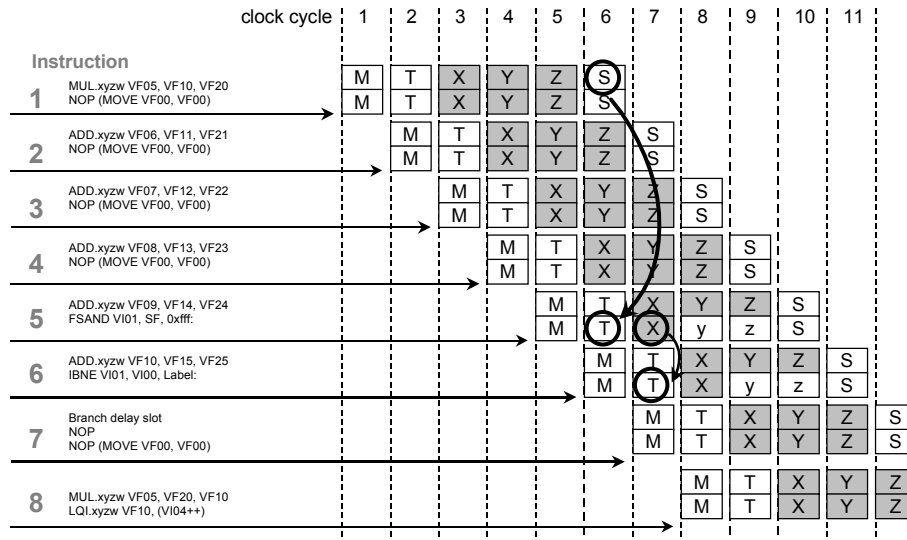 clock cycle 1 2 3 4 5 6 7 8 9 10 11
Instruction
1
MUL.xyzw VF05, VF10, VF20
NOP (MOVE VF00, VF00)
M T X Y Z S
M T X Y Z S
2
ADD.xyzw VF06, VF11, VF21
NOP (MOVE VF00, VF00)
M T X Y Z S
M T X Y Z S
3
ADD.xyzw VF07, VF12, VF22
NOP (MOVE VF00, VF00)
M T X Y Z S
M T X Y Z S
4
ADD.xyzw VF08, VF13, VF23
NOP (MOVE VF00, VF00)
M T X Y Z S
M T X Y Z S
5
ADD.xyzw VF09, VF14, VF24
FSAND VI01, SF, 0xfff:
M T X Y Z S
M T X y z S
6
ADD.xyzw VF10, VF15, VF25
IBNE VI01, VI00, Label:
M T X Y Z S
M T X y z S
7
Branch delay slot
NOP
NOP (MOVE VF00, VF00)
M T X Y Z S
M T X Y Z S
8
MUL.xyzw VF05, VF20, VF10
LQI.xyzw VF10, (VI04++)
M T X Y Z
M T X Y Z